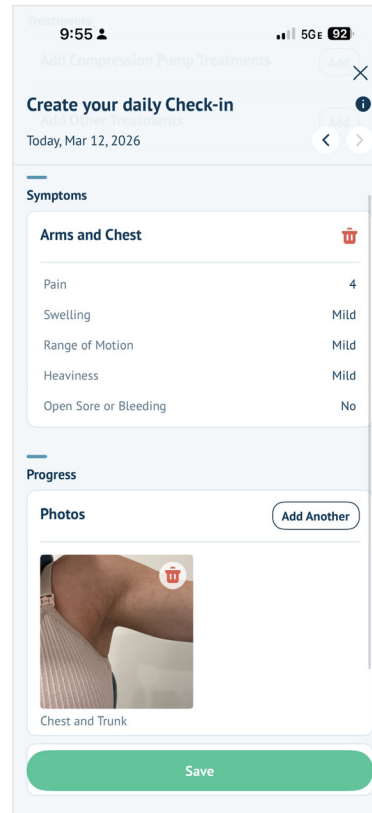 Treatments
9:55
5GE 92
Add Compression Pump Treatments Add
Create your daily Check-in
Add Other Treatments Add
Today, Mar 12, 2026
Symptoms
Arms and Chest
Pain 4
Swelling Mild
Range of Motion Mild
Heaviness Mild
Open Sore or Bleeding No
Progress
Photos Add Another
Chest and Trunk
Save